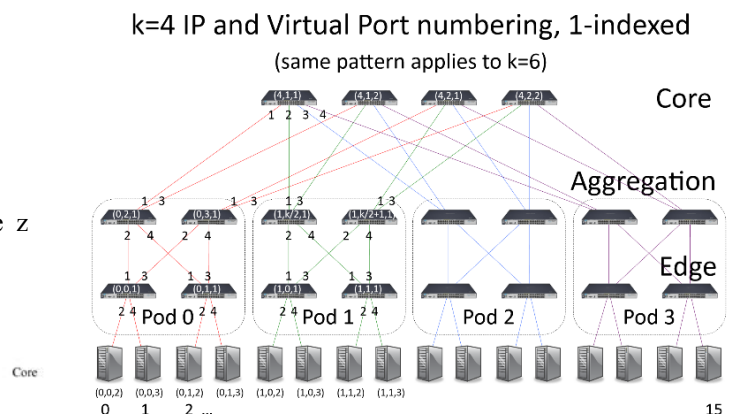 k=4 IP and Virtual Port numbering, 1-indexed
(same pattern applies to k=6)
(4,1,1) (4,1,2) (4,2,1) (4,2,2) Core
1 2 3 4
Aggregation
1 3 1 3 1 3 1 3
(0,2,1) (0,3,1) (1,k/2,1) (1,k/2+1,1)
e z
2 4 2 4 2 4 2 4
Edge
1 3 1 3 1 3 1 3
(0,0,1) (0,1,1) (1,0,1) (1,1,1)
2 4 Pod 0 2 4 2 4 Pod 1 2 4 Pod 2 Pod 3
Core
(0,0,2) (0,0,3) (0,1,2) (0,1,3) (1,0,2) (1,0,3) (1,1,2) (1,1,3)
0 1 2 ... 15